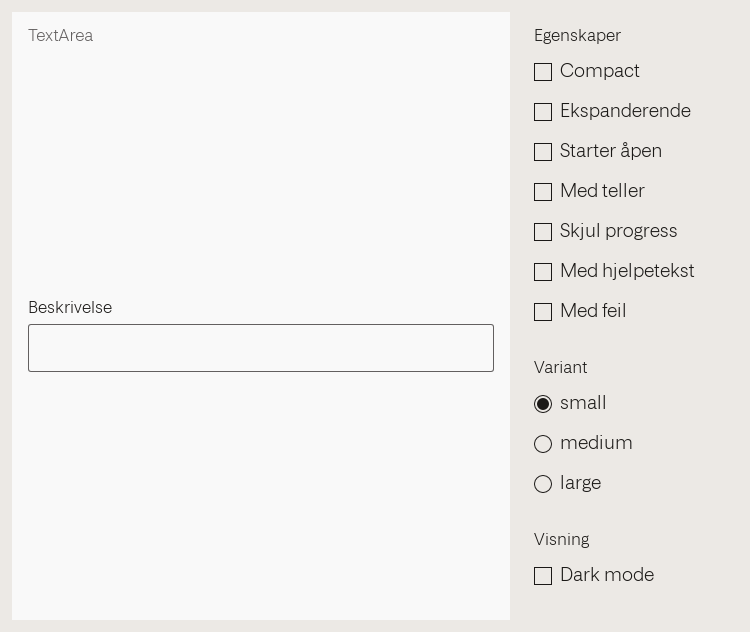 TextArea
Beskrivelse
Egenskaper
Compact
Ekspanderende
Starter åpen
Med teller
Skjul progress
Med hjelpetekst
Med feil
Variant
small
medium
large
Visning
Dark mode